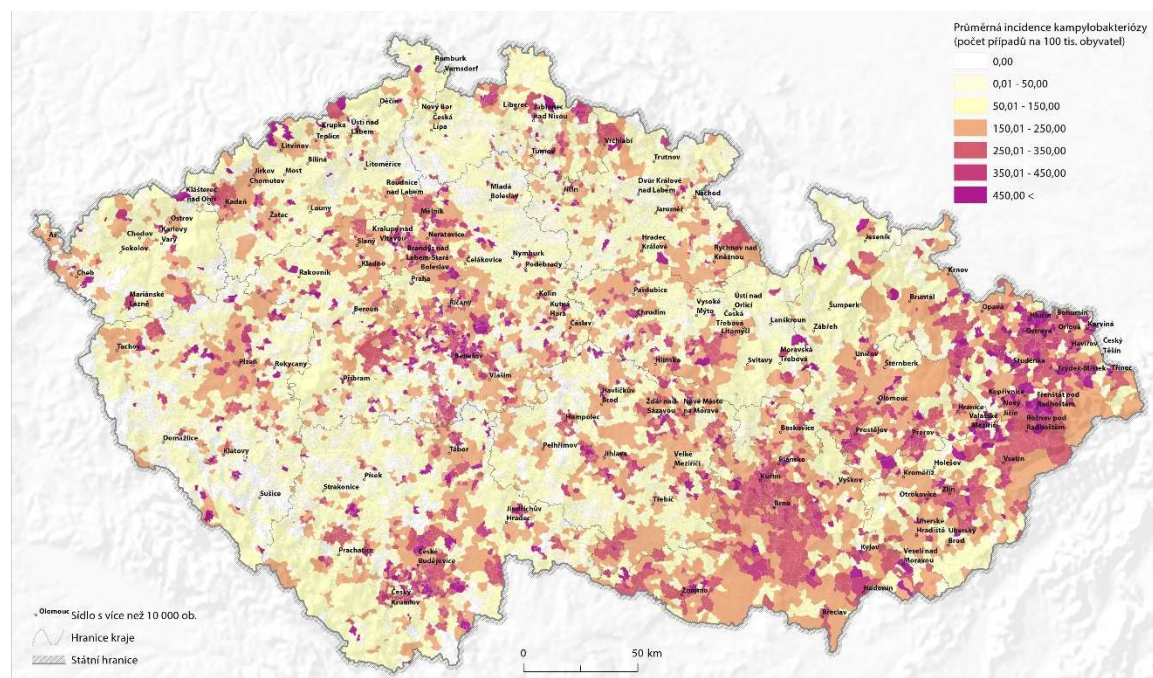 Průměrná incidence kampylobakteriózy
(počet případů na 100 tis. obyvatel)
0,00
0,01 - 50,00
50,01 - 150,00
150,01 - 250,00
250,01 - 350,00
350,01 - 450,00
450,00 <
Rumburk
Varnsdorf
Děčín
Nový Bor
Česká
Lípa
Liberec
Jablonec
nad Nisou
Krupka
Teplice
Ústí nad
Labem
Litvínov
Bílina
Litoměřice
Turnov
Vrchlabí
Trutnov
Jirkov
Chomutov
Most
Roudnice
nad Labem
Mladá
Boleslav
Jičín
Dvůr Králové
nad Labem
Náchod
Jaroměř
Klášterec
nad Ohří
Kadaň
Žatec
Louny
Mělník
Kralupy nad
Vltavou
Neratovice
Slaný
Brandýs nad
Labem-Stará
Boleslav
Kladno
Čelákovice
Praha
Nymburk
Poděbrady
Hradec
Králové
Rychnov nad
Kněžnou
Aš
Chodov
Ostrov
Karlovy
Vary
Sokolov
Cheb
Mariánské
Lázně
Rakovník
Beroun
Říčany
Kolín
Kutná
Hora
Čáslav
Pardubice
Chrudim
Vysoké
Mýto
Ústí nad
Orlicí
Česká
Třebová
Litomyšl
Lanškroun
Jeseník
Krnov
Bruntál
Šumperk
Zábřeh
Opava
Hlučín
Bohumín
Ostrava
Orlová
Karviná
Havířov
Český
Těšín
Třinec
Frýdek-Místek
Studénka
Tachov
Plzeň
Rokycany
Příbram
Benešov
Vlašim
Hlinsko
Svitavy
Moravská
Třebová
Uničov
Šternberk
Olomouc
Hranice
Valašské
Meziříčí
Kopřivnice
Nový
Jičín
Frenštát pod
Radhoštěm
Rožnov pod
Radhoštěm
Vsetín
Havlíčkův
Brod
Žďár nad
Sázavou
Nové Město
na Moravě
Humpolec
Pelhřimov
Jihlava
Velké
Meziříčí
Boskovice
Blansko
Kuřim
Brno
Vyškov
Prostějov
Přerov
Kroměříž
Holešov
Otrokovice
Zlín
Domažlice
Klatovy
Sušice
Strakonice
Písek
Tábor
Jindřichův
Hradec
Třebíč
Prachatice
České
Budějovice
Český
Krumlov
Znojmo
Břeclav
Hodonín
Kyjov
Veselí nad
Moravou
Uherské
Hradiště
Uherský
Brod
Olomouc
Sídlo s více než 10 000 ob.
Hranice kraje
Státní hranice
0
50 km